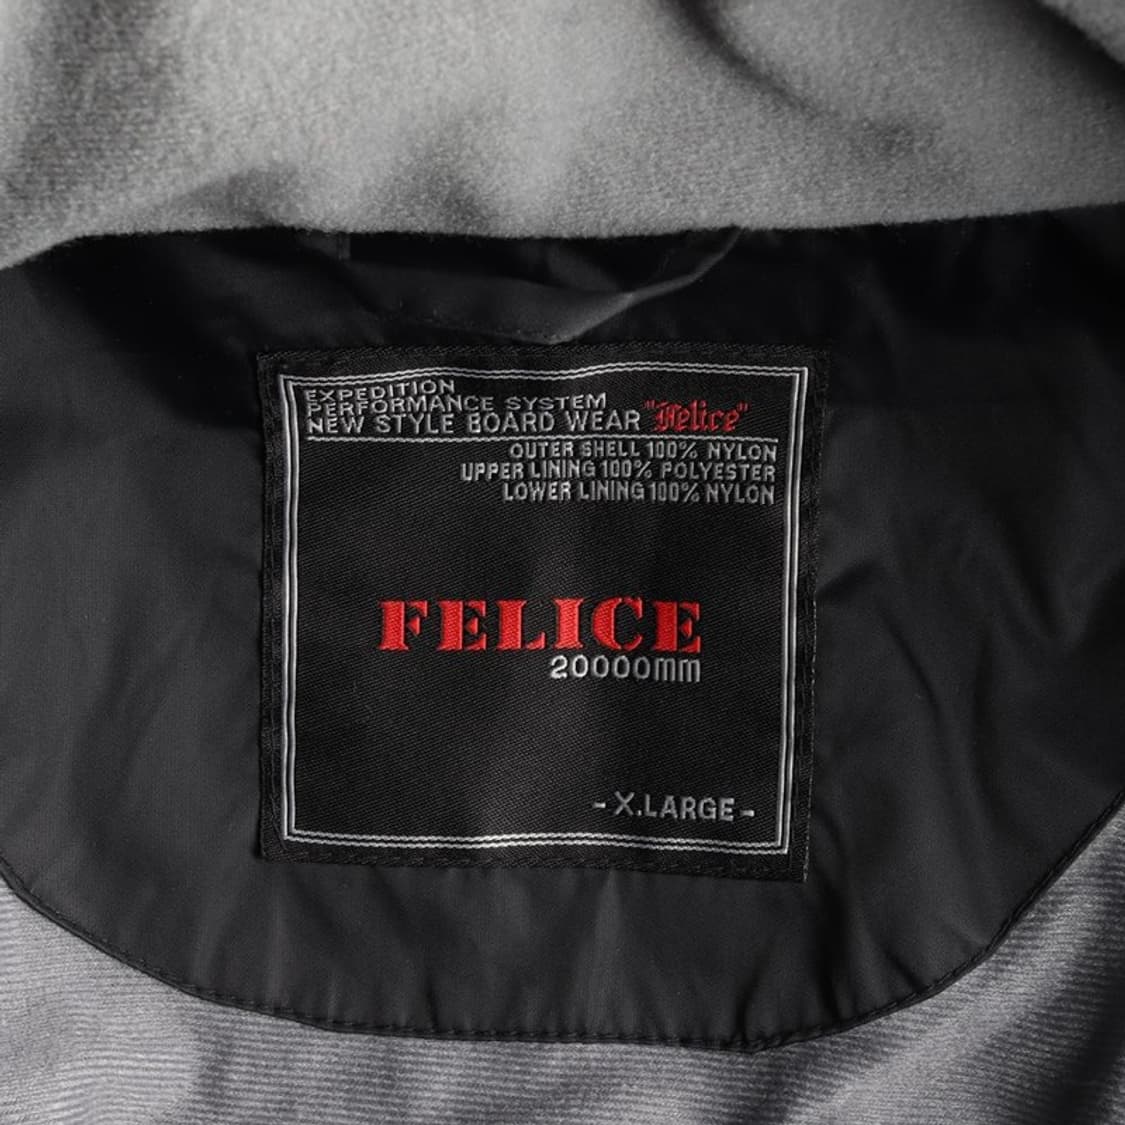 EXPEDITION
PERFORMANCE SYSTEM
NEW STYLE BOARD WEAR "Felice"
OUTER SHELL 100% NYLON
UPPER LINING 100% POLYESTER
LOWER LINING 100% NYLON
FELICE
20000mm
-X.LARGE-